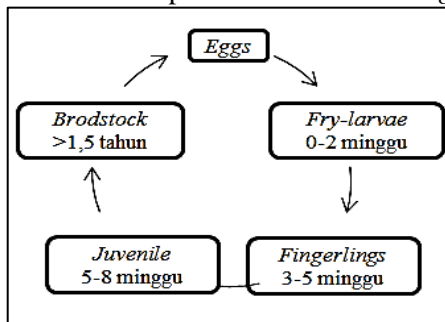 Eggs
Fry-larvae
0-2 minggu
Fingerlings
3-5 minggu
Juvenile
5-8 minggu
Brodstock
>1,5 tahun